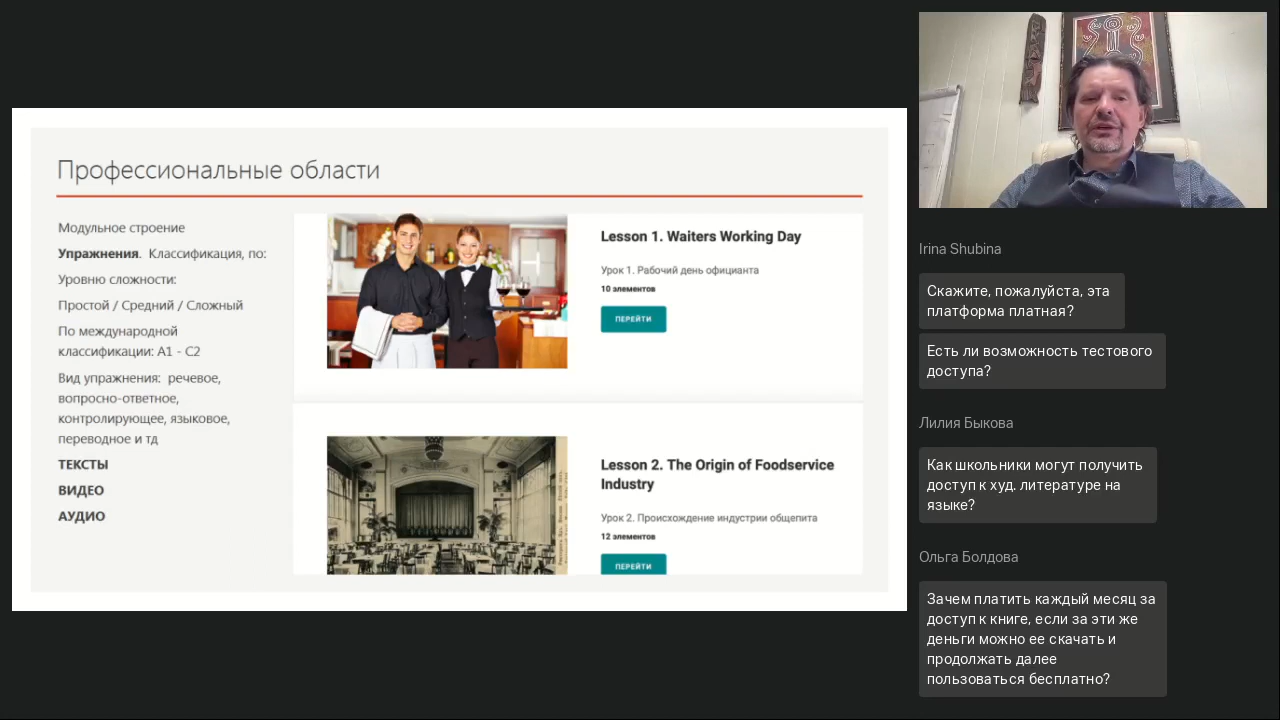 Профессиональные области
Модульное строение
Упражнения. Классификация, по:
Уровню сложности:
Простой / Средний / Сложный
По международной
классификации: A1 - C2
Вид упражнения: речевое,
вопросно-ответное,
контролирующее, языковое,
переводное и тд
ТЕКСТЫ
ВИДЕО
АУДИО
Lesson 1. Waiters Working Day
Урок 1. Рабочий день официанта
10 элементов
ПЕРЕЙТИ
Lesson 2. The Origin of Foodservice
Industry
Урок 2. Происхождение индустрии общепита
12 элементов
ПЕРЕЙТИ
Irina Shubina
Скажите, пожалуйста, эта
платформа платная?
Есть ли возможность тестового
доступа?
Лилия Быкова
Как школьники могут получить
доступ к худ. литературе на
языке?
Ольга Болдова
Зачем платить каждый месяц за
доступ к книге, если за эти же
деньги можно ее скачать и
продолжать далее
пользоваться бесплатно?